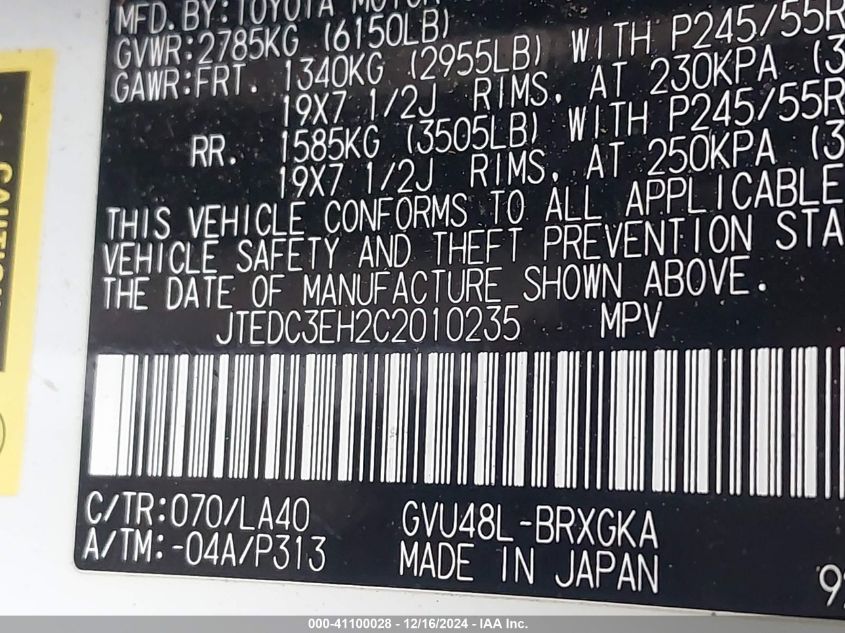 MFD. BY: TOYOTA MOTOR
GVWR:2785KG (6150LB)
GAWR:FRT. 1340KG (2955LB) WITH P245/55R
19X7 1/2J RIMS, AT 230KPA (3
RR. 1585KG (3505LB) WITH P245/55R
19X7 1/2J RIMS, AT 250KPA (3
THIS VEHICLE CONFORMS TO ALL APPLICABLE
VEHICLE SAFETY AND THEFT PREVENTION STA
THE DATE OF MANUFACTURE SHOWN ABOVE.
JTEDC3EH2C2010235 MPV
C/TR:070/LA40 GVU48L-BRXGKA
A/TM:-04A/P313 MADE IN JAPAN
000-41100028 - 12/16/2024 - IAA Inc.